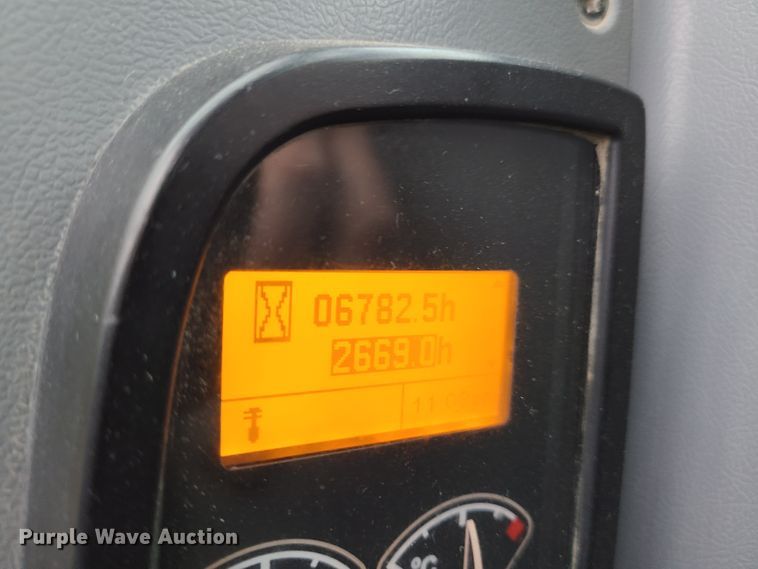 06782.5h
2669.0h
°C
Purple Wave Auction